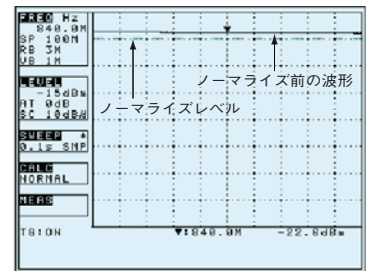 FREQ Hz
840.0M
SP 100M
RB 3M
VB 1M
LEVEL
-15dBm
AT 0dB
SC 10dB/
SWEEP
0.1s SMP
CALC
NORMAL
MEAS
ノーマライズ前の波形
ノーマライズレベル
TG:ON ▼:840.0M -22.6dBm